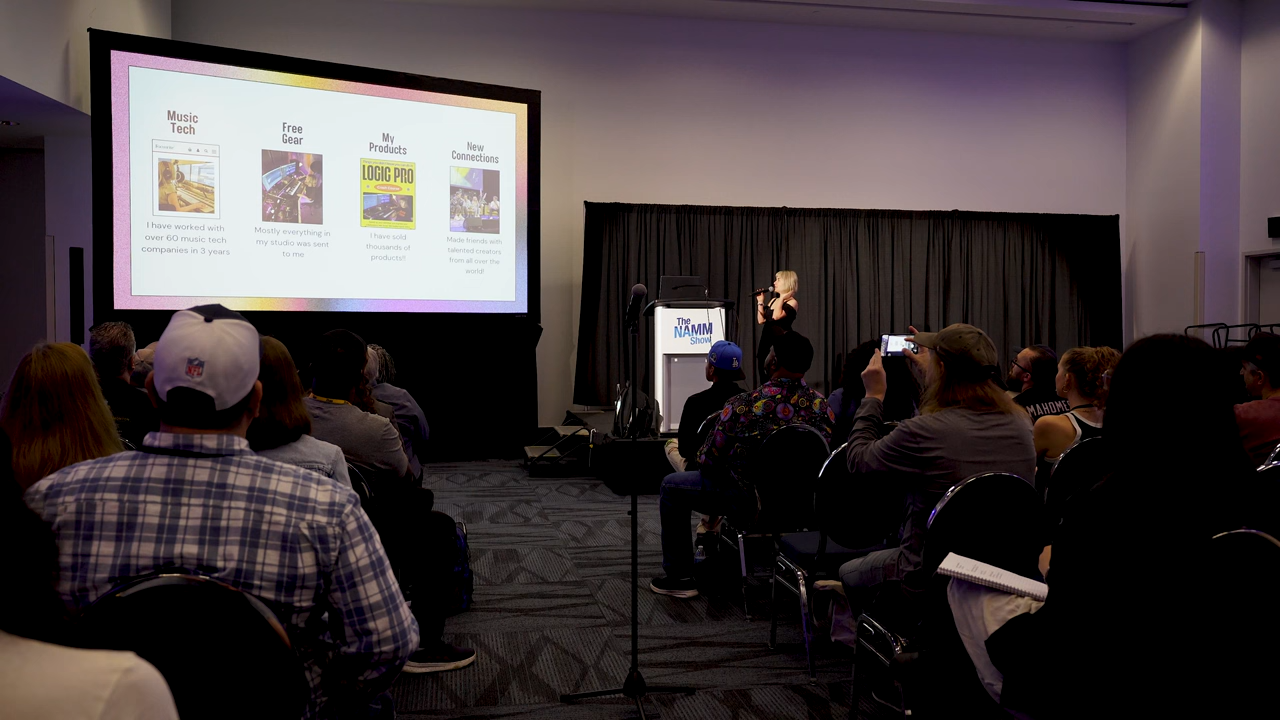 Music
Tech
I have worked with
over 60 music tech
companies in 3 years
Free
Gear
Mostly everything in
my studio was sent
to me
My
Products
LOGIC PRO
I have sold
thousands of
products!!
New
Connections
Made friends with
talented creators
from all over the
world!
The
NAMM
Show
NFL
MAHOMES